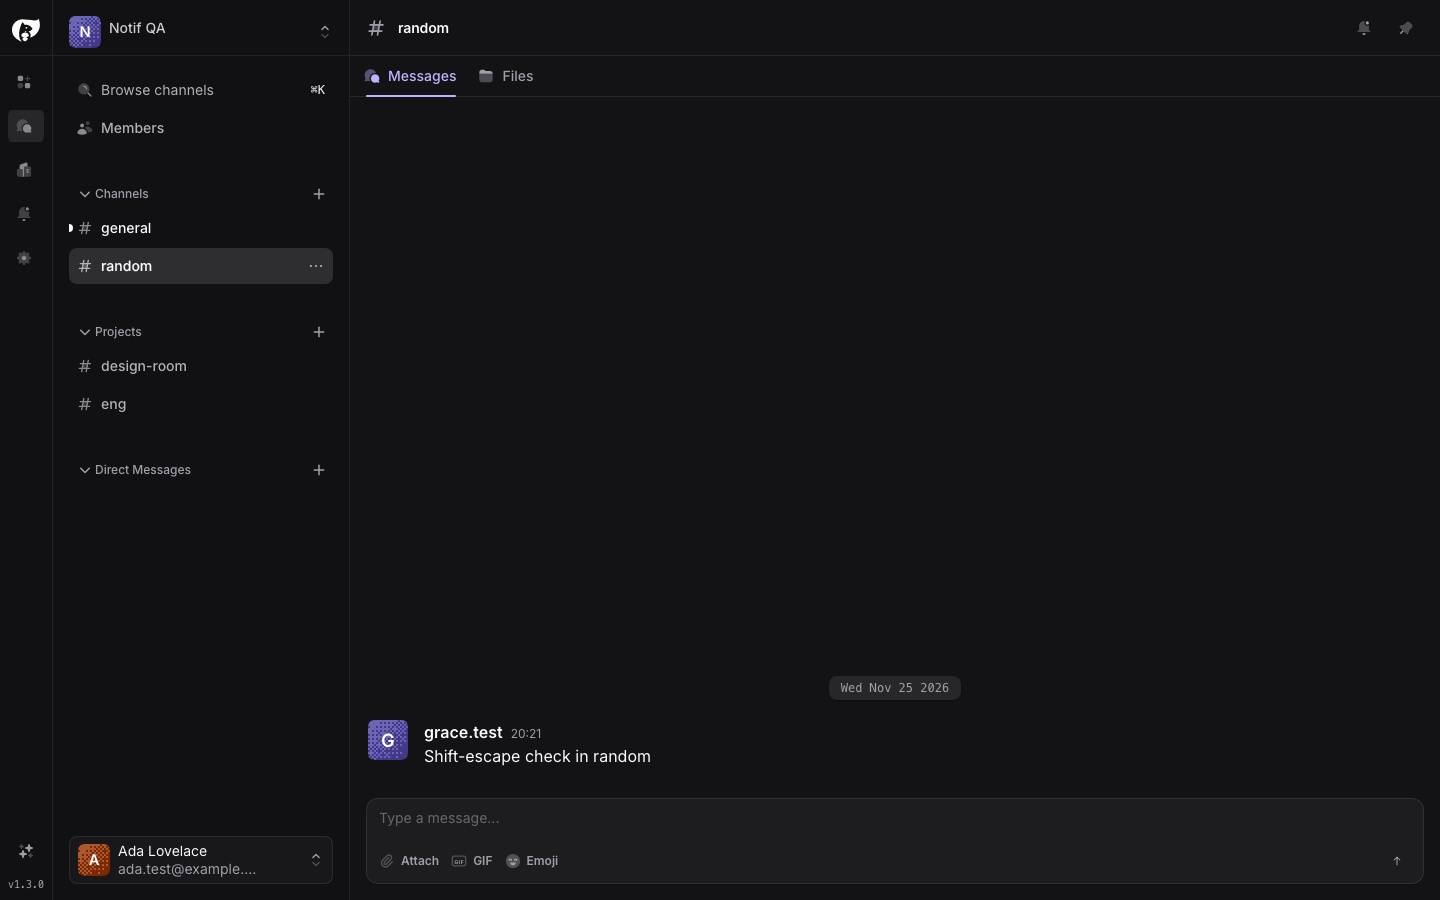 N
Notif QA
Browse channels
⌘K
Members
Channels
general
random
Projects
design-room
eng
Direct Messages
A
Ada Lovelace
ada.test@example....
v1.3.0
random
Messages
Files
Wed Nov 25 2026
G
grace.test 20:21
Shift-escape check in random
Type a message...
Attach
GIF
GIF
Emoji